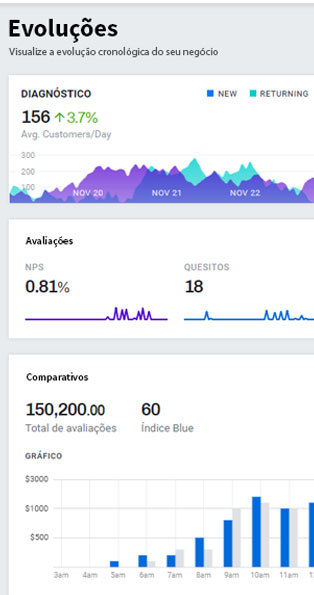 Evoluções
Visualize a evolução cronológica do seu negócio
DIAGNÓSTICO
NEW RETURNING
156 ↑ 3.7%
Avg. Customers/Day
300
200
100
NOV 20 NOV 21 NOV 22
Avaliações
NPS QUESITOS
0.81% 18
Comparativos
150,200.00 60
Total de avaliações Índice Blue
GRÁFICO
$3000
$1000
$500
3am 4am 5am 6am 7am 8am 9am 10am 11am